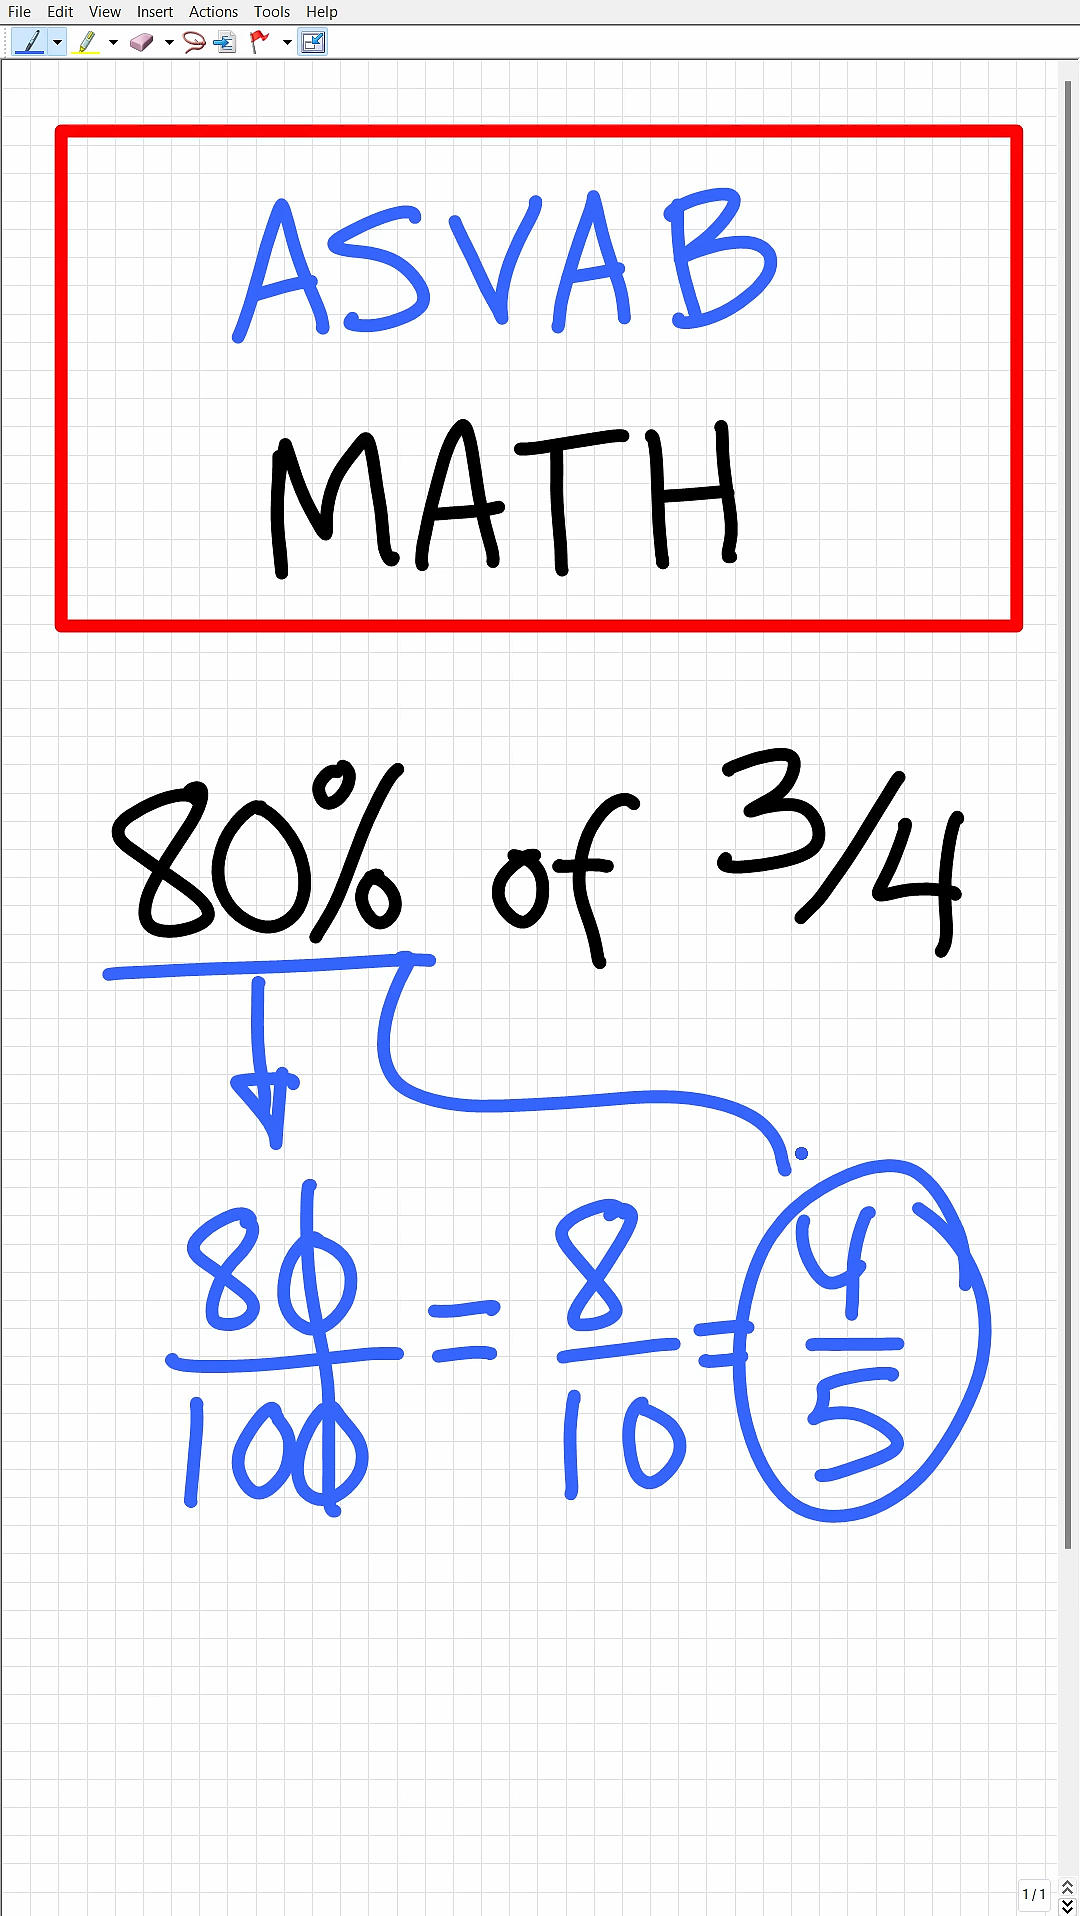 File Edit View Insert Actions Tools Help
ASVAB
MATH
80% of 3/4
80/100 = 8/10 = 4/5
1/1